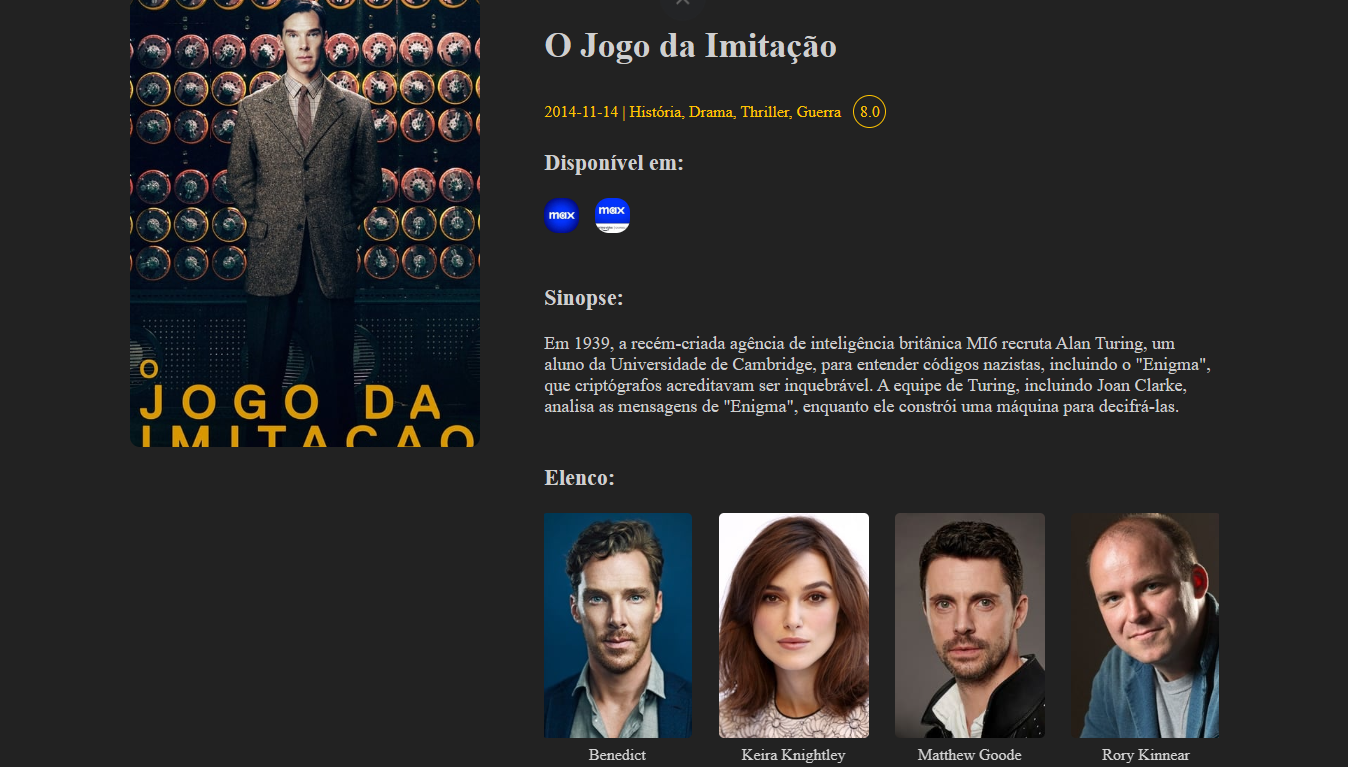 O
JOGO DA
IMITAÇAO
O Jogo da Imitação
2014-11-14 | História, Drama, Thriller, Guerra 8.0
Disponível em:
max max
Sinopse:
Em 1939, a recém-criada agência de inteligência britânica MI6 recruta Alan Turing, um
aluno da Universidade de Cambridge, para entender códigos nazistas, incluindo o "Enigma",
que criptógrafos acreditavam ser inquebrável. A equipe de Turing, incluindo Joan Clarke,
analisa as mensagens de "Enigma", enquanto ele constrói uma máquina para decifrá-las.
Elenco:
Benedict Keira Knightley Matthew Goode Rory Kinnear